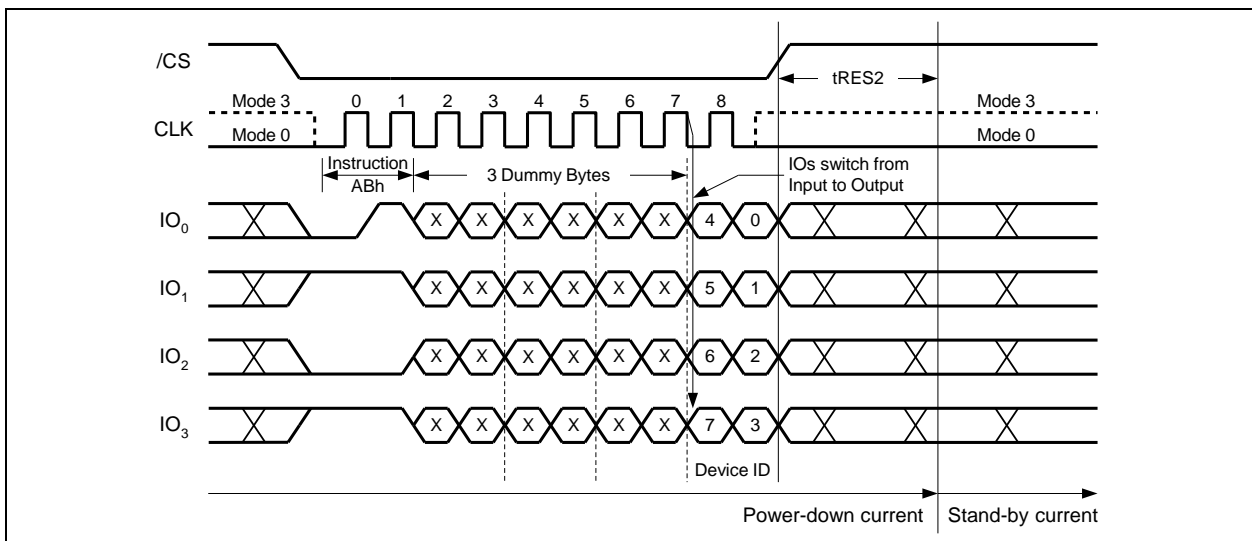 /CS
tRES2
Mode 3 0 1 2 3 4 5 6 7 8 Mode 3
CLK
Mode 0 Mode 0
Instruction
ABh
3 Dummy Bytes
IOs switch from
Input to Output
IO0 X X X X X X 4 0
IO1 X X X X X X 5 1
IO2 X X X X X X 6 2
IO3 X X X X X X 7 3
Device ID
Power-down current Stand-by current